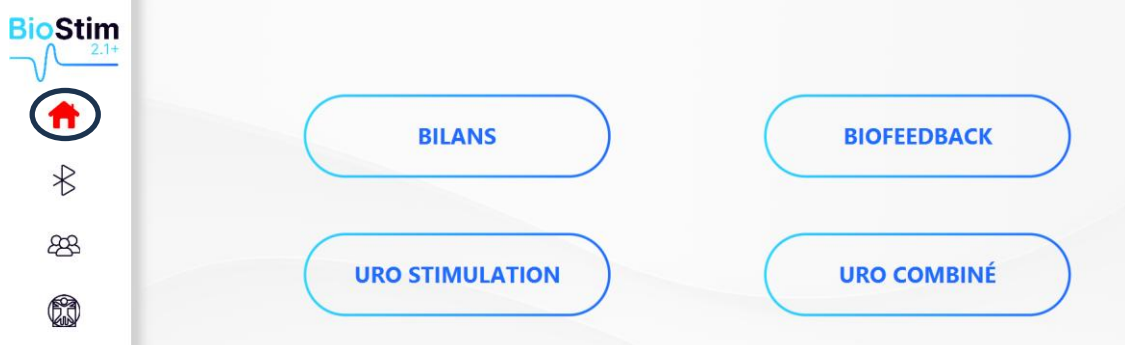 BioStim
2.1+
BILANS
BIOFEEDBACK
URO STIMULATION
URO COMBINÉ